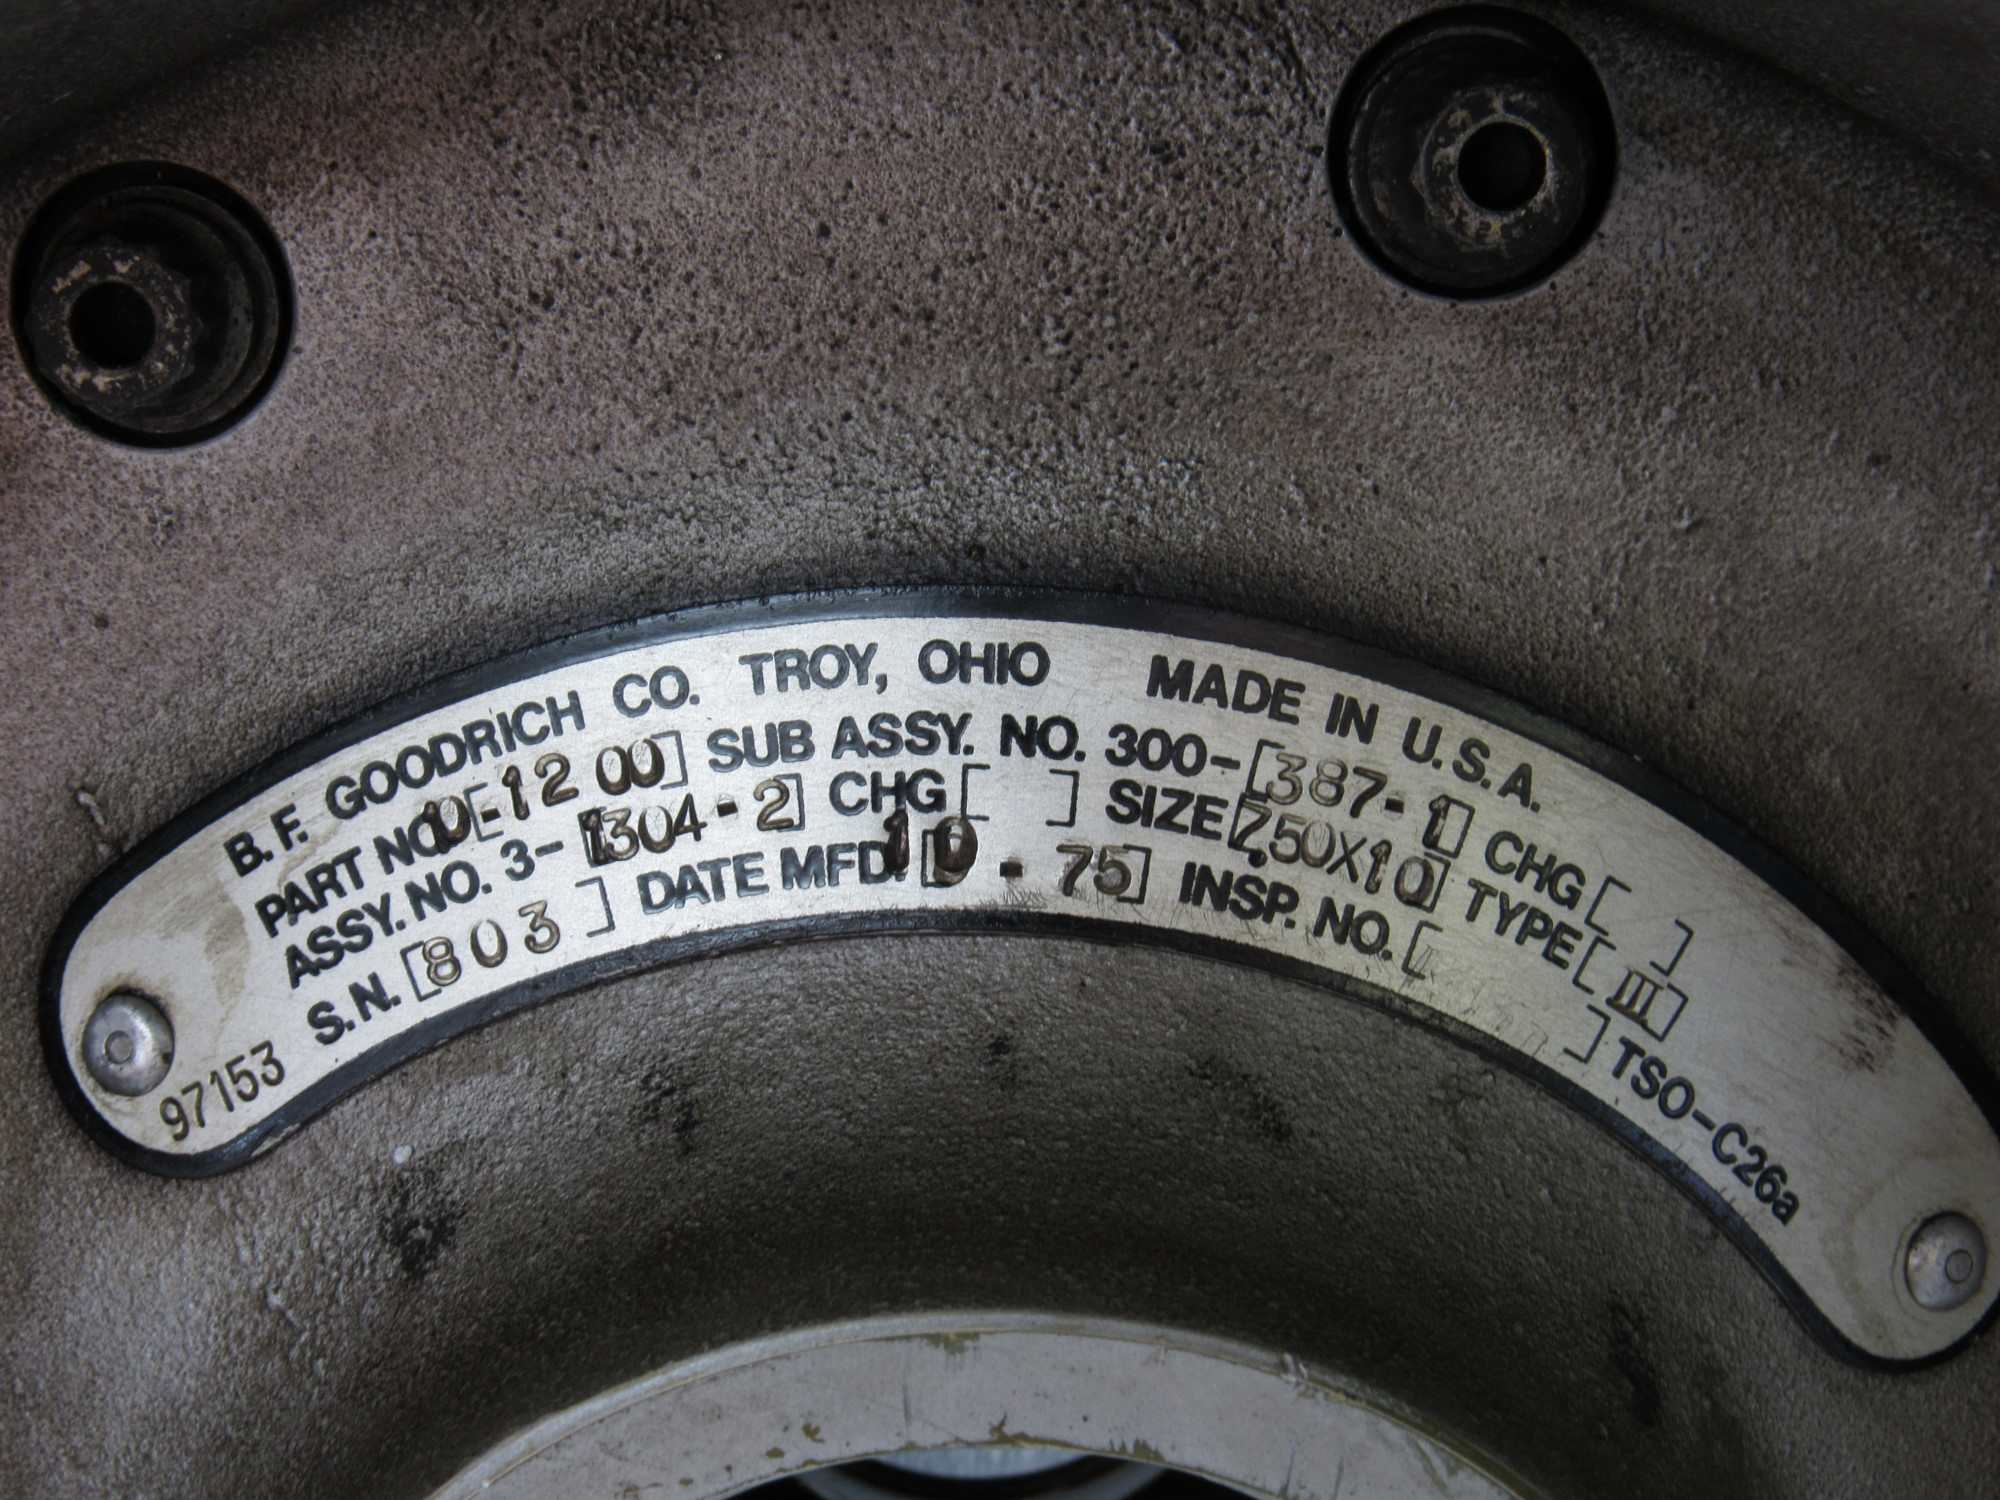 B.F. GOODRICH CO. TROY, OHIO MADE IN U.S.A.
PART NO. 10[-1200] SUB ASSY. NO. 300-[387-1] CHG[ ]
ASSY. NO. 3-[1304-2] CHG[ ] SIZE[7.50X10] TYPE[III]
S.N. [803 ] DATE MFD. 10 - 75] INSP. NO. [ ] TSO-C26a
97153